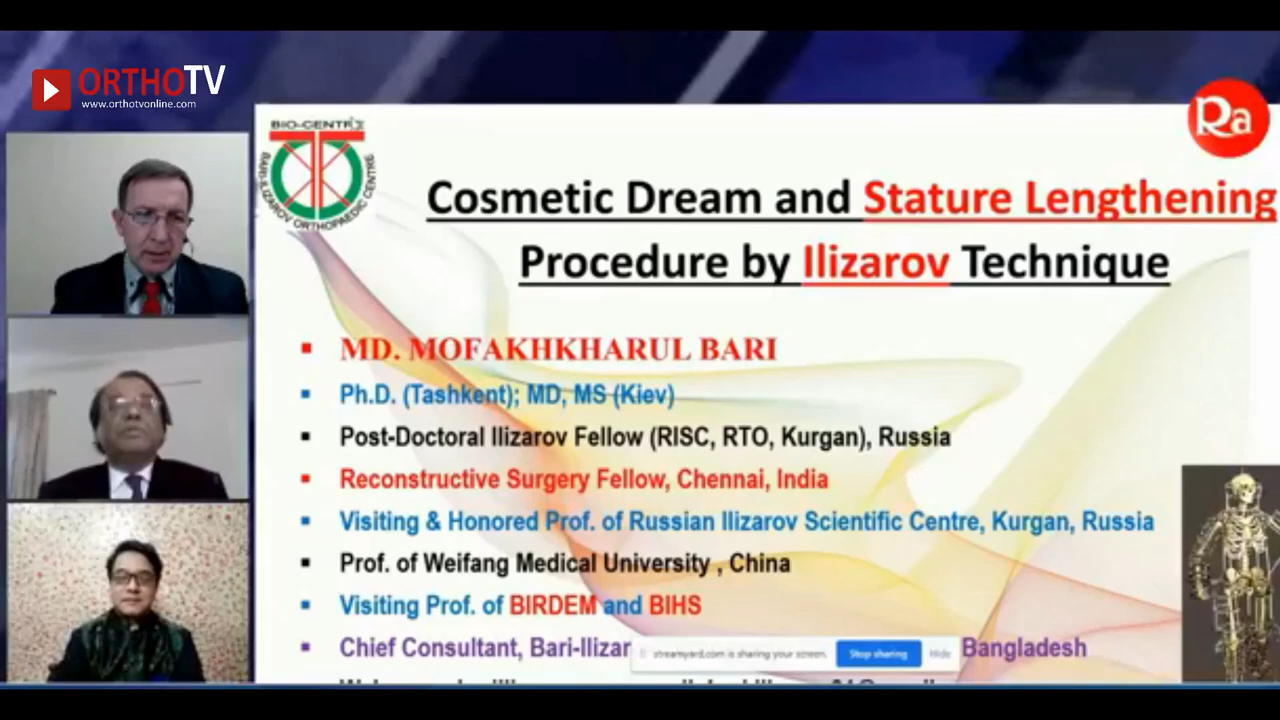 ORTHOTV
www.orthotvonline.com
BIO-CENTRE
BARI-ILIZAROV ORTHOPAEDIC CENTRE
Ra
Cosmetic Dream and Stature Lengthening
Procedure by Ilizarov Technique
MD. MOFAKHKHARUL BARI
Ph.D. (Tashkent); MD, MS (Kiev)
Post-Doctoral Ilizarov Fellow (RISC, RTO, Kurgan), Russia
Reconstructive Surgery Fellow, Chennai, India
Visiting & Honored Prof. of Russian Ilizarov Scientific Centre, Kurgan, Russia
Prof. of Weifang Medical University , China
Visiting Prof. of BIRDEM and BIHS
Chief Consultant, Bari-Ilizar Bangladesh
streamyard.com is sharing your screen. Stop sharing Hide